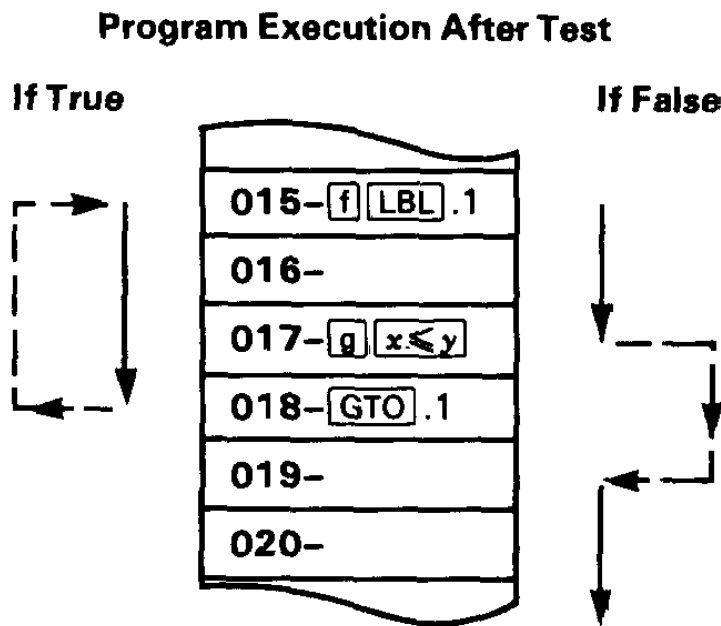 Program Execution After Test
If True
If False
015– f LBL .1
016–
017– g x≤y
018– GTO .1
019–
020–